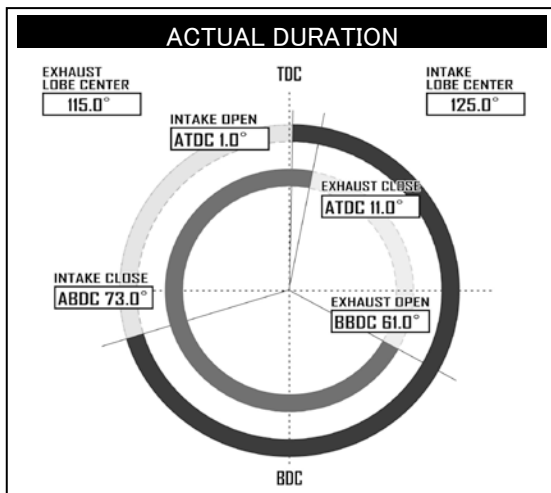 ACTUAL DURATION
EXHAUST
LOBE CENTER
115.0°
TDC
INTAKE
LOBE CENTER
125.0°
INTAKE OPEN
ATDC 1.0°
EXHAUST CLOSE
ATDC 11.0°
INTAKE CLOSE
ABDC 73.0°
EXHAUST OPEN
BBDC 61.0°
BDC